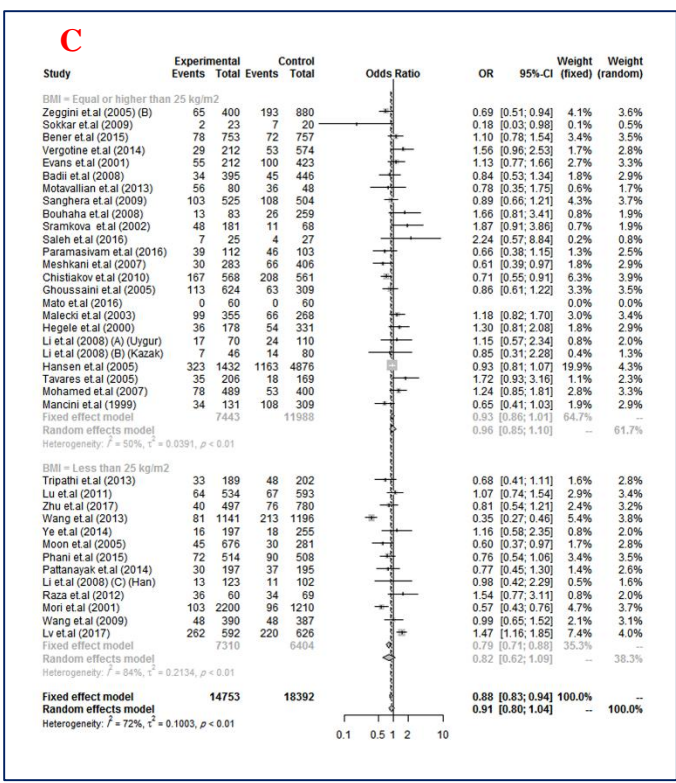 C
Experimental Control Weight Weight
Study Events Total Events Total Odds Ratio OR 95%-CI (fixed) (random)
BMI = Equal or higher than 25 kg/m2
Zeggini et.al (2005) (B) 65 400 193 880 0.69 [0.51; 0.94] 4.1% 3.6%
Sokkar et.al (2009) 2 23 7 20 0.18 [0.03; 0.98] 0.1% 0.5%
Bener et.al (2015) 78 753 72 757 1.10 [0.78; 1.54] 3.4% 3.5%
Vergotine et.al (2014) 29 212 53 574 1.56 [0.96; 2.53] 1.7% 2.8%
Evans et.al (2001) 55 212 100 423 1.13 [0.77; 1.66] 2.7% 3.3%
Badii et.al (2008) 34 395 45 446 0.84 [0.53; 1.34] 1.8% 2.9%
Motavallian et.al (2013) 56 80 36 48 0.78 [0.35; 1.75] 0.6% 1.7%
Sanghera et.al (2009) 103 525 108 504 0.89 [0.66; 1.21] 4.2% 3.6%
Bouhaha et.al (2008) 13 83 26 259 1.66 [0.81; 3.41] 0.8% 1.9%
Sramkova et.al (2002) 48 181 11 68 1.87 [0.91; 3.86] 0.7% 1.9%
Saleh et.al (2016) 7 25 4 27 2.24 [0.57; 8.84] 0.2% 0.8%
Paramasivam et.al (2016) 39 112 46 103 0.66 [0.38; 1.15] 1.3% 2.5%
Meshkani et.al (2007) 30 283 66 406 0.61 [0.39; 0.97] 1.8% 2.9%
Chistiakov et.al (2010) 167 568 208 561 0.71 [0.55; 0.91] 6.3% 3.9%
Ghoussaini et.al (2005) 113 624 63 309 0.86 [0.61; 1.22] 3.3% 3.5%
Mato et.al (2016) 0 60 0 60 0.0% 0.0%
Malecki et.al (2003) 99 355 66 268 1.18 [0.82; 1.70] 3.0% 3.4%
Hegele et.al (2000) 36 178 54 331 1.30 [0.81; 2.08] 1.8% 2.9%
Li et.al (2008) (A) (Uygur) 17 70 24 110 1.15 [0.57; 2.34] 0.8% 2.0%
Li et.al (2008) (B) (Kazak) 7 46 14 80 0.85 [0.31; 2.28] 0.4% 1.3%
Hansen et.al (2005) 323 1432 1163 4876 0.93 [0.81; 1.07] 19.9% 4.3%
Tavares et.al (2005) 35 206 18 169 1.72 [0.93; 3.16] 1.1% 2.3%
Mohamed et.al (2007) 78 489 53 400 1.24 [0.85; 1.81] 2.8% 3.3%
Mancini et.al (1999) 34 131 108 309 0.65 [0.41; 1.03] 1.9% 2.9%
Fixed effect model 7443 11988 0.93 [0.86; 1.01] 64.7% --
Random effects model 0.96 [0.85; 1.10] -- 61.7%
Heterogeneity: I² = 50%, τ² = 0.0391, p < 0.01
BMI = Less than 25 kg/m2
Tripathi et.al (2013) 33 189 48 202 0.68 [0.41; 1.11] 1.6% 2.8%
Lu et.al (2011) 64 534 67 593 1.07 [0.74; 1.54] 2.9% 3.4%
Zhu et.al (2017) 40 497 76 780 0.81 [0.54; 1.21] 2.4% 3.2%
Wang et.al (2013) 81 1141 213 1196 0.35 [0.27; 0.46] 5.4% 3.8%
Ye et.al (2014) 16 197 18 255 1.16 [0.58; 2.35] 0.8% 2.0%
Moon et.al (2005) 45 676 30 281 0.60 [0.37; 0.97] 1.7% 2.8%
Phani et.al (2015) 72 514 90 508 0.76 [0.54; 1.06] 3.4% 3.5%
Pattanayak et.al (2014) 30 197 37 195 0.77 [0.45; 1.30] 1.4% 2.6%
Li et.al (2008) (C) (Han) 13 123 11 102 0.98 [0.42; 2.29] 0.5% 1.6%
Raza et.al (2012) 36 60 34 69 1.54 [0.77; 3.11] 0.8% 2.0%
Mori et.al (2001) 103 2200 96 1210 0.57 [0.43; 0.76] 4.7% 3.7%
Wang et.al (2009) 48 390 48 387 0.99 [0.65; 1.52] 2.1% 3.1%
Lv et.al (2017) 262 592 220 626 1.47 [1.16; 1.85] 7.4% 4.0%
Fixed effect model 7310 6404 0.79 [0.71; 0.88] 35.3% --
Random effects model 0.82 [0.62; 1.09] -- 38.3%
Heterogeneity: I² = 84%, τ² = 0.2134, p < 0.01
Fixed effect model 14753 18392 0.88 [0.83; 0.94] 100.0% --
Random effects model 0.91 [0.80; 1.04] -- 100.0%
Heterogeneity: I² = 72%, τ² = 0.1003, p < 0.01
0.1 0.5 1 2 10